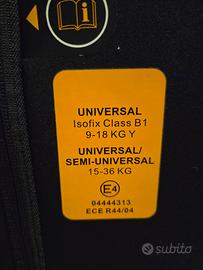 UNIVERSAL
Isofix Class B1
9-18 KG Y
UNIVERSAL/
SEMI-UNIVERSAL
15-36 KG
E4
04444313
ECE R44/04
subito